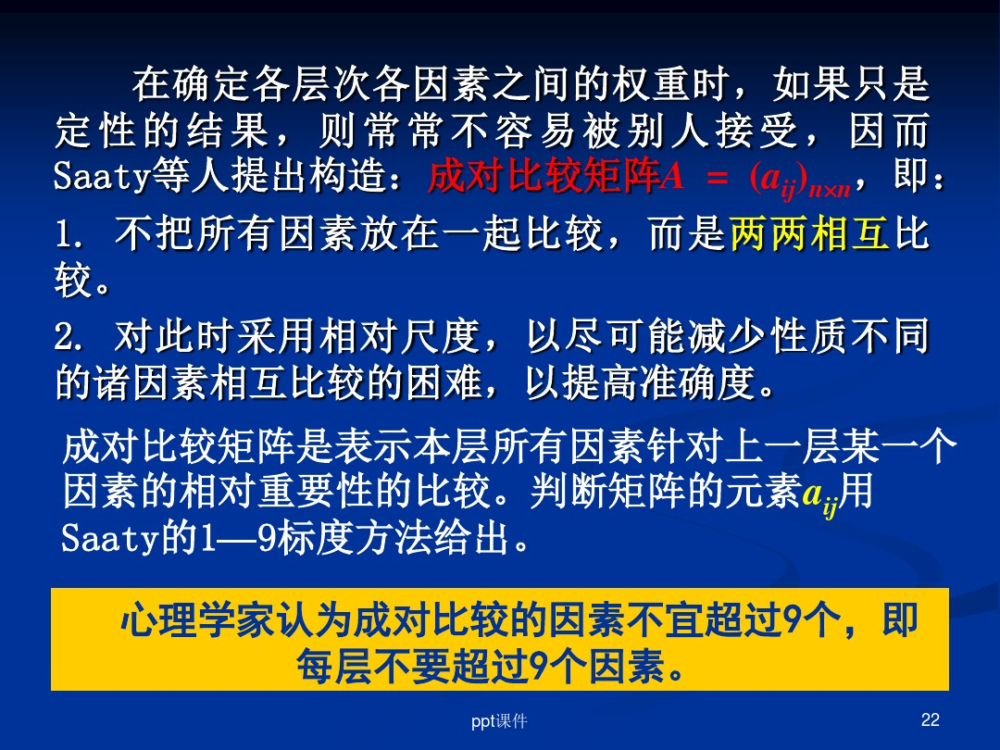 在确定各层次各因素之间的权重时，如果只是
定性的结果，则常常不容易被别人接受，因而
Saaty等人提出构造：成对比较矩阵A = (aij)n×n，即：
1. 不把所有因素放在一起比较，而是两两相互比
较。
2. 对此时采用相对尺度，以尽可能减少性质不同
的诸因素相互比较的困难，以提高准确度。
成对比较矩阵是表示本层所有因素针对上一层某一个
因素的相对重要性的比较。判断矩阵的元素aij用
Saaty的1—9标度方法给出。
心理学家认为成对比较的因素不宜超过9个，即
每层不要超过9个因素。
ppt课件
22